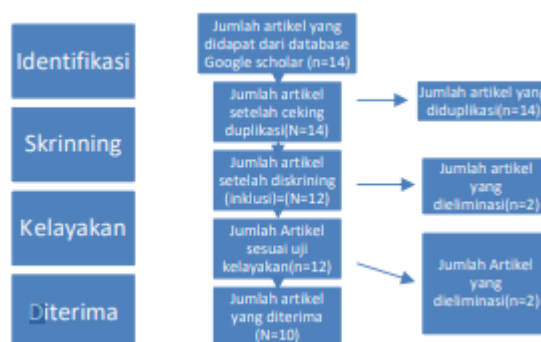 Identifikasi
Skrinning
Kelayakan
Diterima
Jumlah artikel yang
didapat dari database
Google scholar (n=14)
Jumlah artikel
setelah ceking
duplikasi(N=14)
Jumlah artikel yang
diduplikasi(n=14)
Jumlah artikel
setelah diskrining
(inklusi)=(N=12)
Jumlah artikel
yang
dieliminasi(n=2)
Jumlah Artikel
sesuai uji
kelayakan(n=12)
Jumlah Artikel
yang
dieliminasi(n=2)
Jumlah artikel
yang diterima
(N=10)